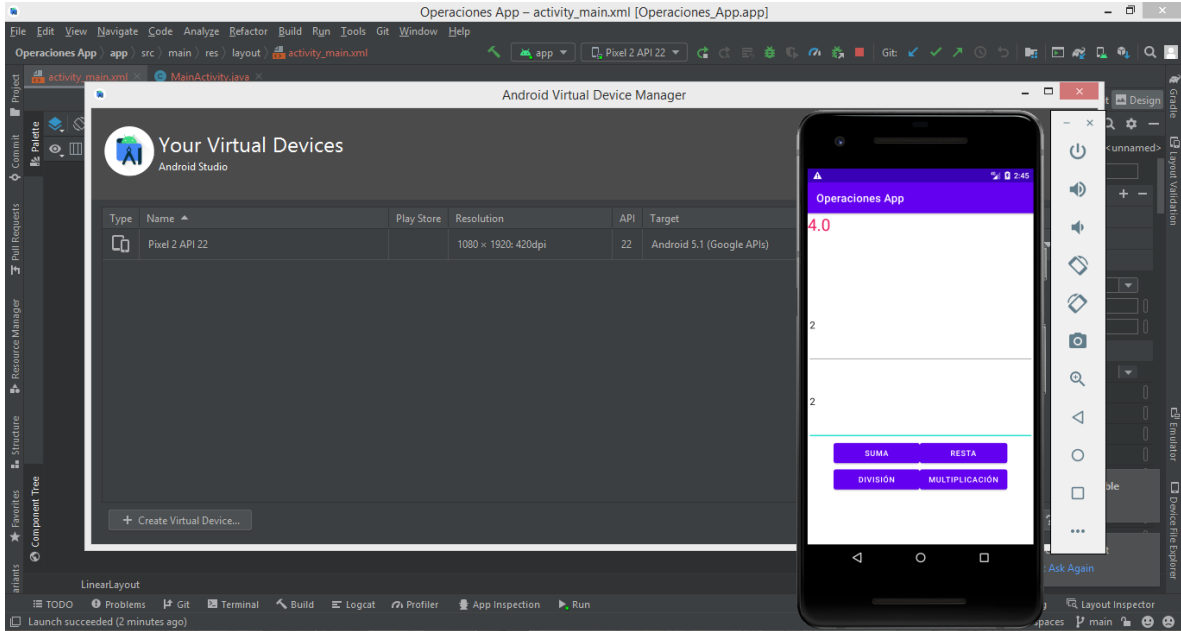 Operaciones App – activity_main.xml [Operaciones_App.app]
File Edit View Navigate Code Analyze Refactor Build Run Tools Git Window Help
Operaciones App app src main res layout activity_main.xml app Pixel 2 API 22 Git:
activity_main.xml MainActivity.java
Android Virtual Device Manager
Design
Your Virtual Devices
Android Studio
Type Name Play Store Resolution API Target
Pixel 2 API 22 1080 × 1920: 420dpi 22 Android 5.1 (Google APIs)
+ Create Virtual Device...
2:45
Operaciones App
4.0
2
2
SUMA RESTA
DIVISIÓN MULTIPLICACIÓN
<unnamed>
Ask Again
Project
Commit
Pull Requests
Resource Manager
Structure
Favorites
Palette
Component Tree
Gradle
Layout Validation
Emulator
Device File Explorer
LinearLayout
TODO Problems Git Terminal Build Logcat Profiler App Inspection Run Layout Inspector
Launch succeeded (2 minutes ago) main